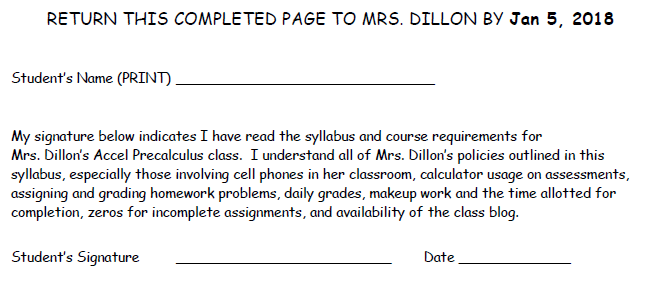 RETURN THIS COMPLETED PAGE TO MRS. DILLON BY Jan 5, 2018
Student's Name (PRINT) ___________________________________
My signature below indicates I have read the syllabus and course requirements for
Mrs. Dillon's Accel Precalculus class.  I understand all of Mrs. Dillon's policies outlined in this
syllabus, especially those involving cell phones in her classroom, calculator usage on assessments,
assigning and grading homework problems, daily grades, makeup work and the time allotted for
completion, zeros for incomplete assignments, and availability of the class blog.
Student's Signature _____________________________ Date _______________